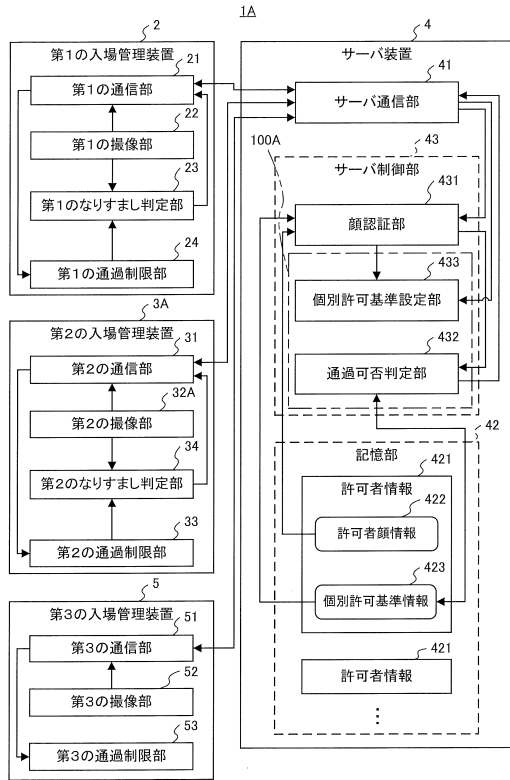 1A
2
第1の入場管理装置
21
第1の通信部
22
第1の撮像部
23
第1のなりすまし判定部
24
第1の通過制限部
3A
第2の入場管理装置
31
第2の通信部
32A
第2の撮像部
34
第2のなりすまし判定部
33
第2の通過制限部
5
第3の入場管理装置
51
第3の通信部
52
第3の撮像部
53
第3の通過制限部
4
サーバ装置
41
サーバ通信部
43
100A
サーバ制御部
431
顔認証部
433
個別許可基準設定部
432
通過可否判定部
42
記憶部
421
許可者情報
422
許可者顔情報
423
個別許可基準情報
421
許可者情報
⋮